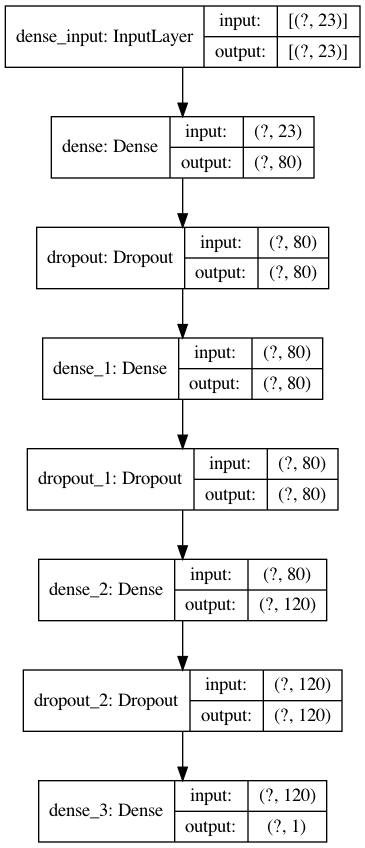 dense_input: InputLayer
input: [(?, 23)]
output: [(?, 23)]
dense: Dense
input: (?, 23)
output: (?, 80)
dropout: Dropout
input: (?, 80)
output: (?, 80)
dense_1: Dense
input: (?, 80)
output: (?, 80)
dropout_1: Dropout
input: (?, 80)
output: (?, 80)
dense_2: Dense
input: (?, 80)
output: (?, 120)
dropout_2: Dropout
input: (?, 120)
output: (?, 120)
dense_3: Dense
input: (?, 120)
output: (?, 1)